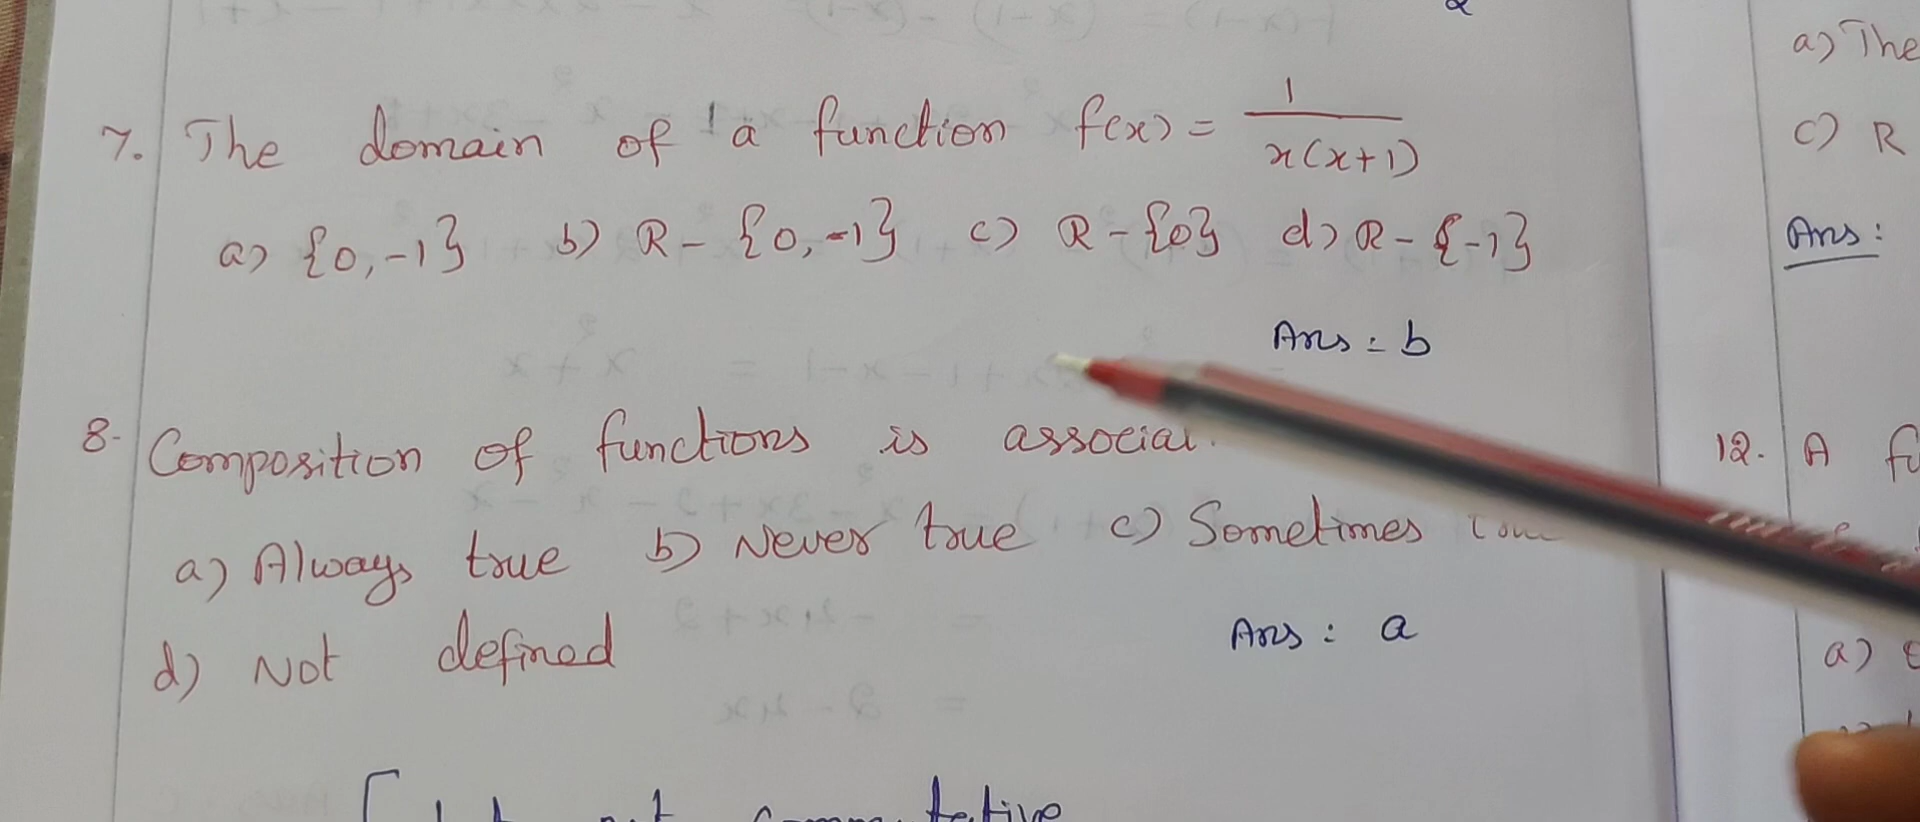 7. The domain of a function f(x) = 1/x(x+1)
a) {0,-1} b) R - {0,-1} c) R - {0} d) R - {-1}
Ans : b
8. Composition of functions is
a) Always true b) Never true c) Sometimes
d) Not defined
Ans : a
not
a) The
c) R
Ans :
12. A
a)